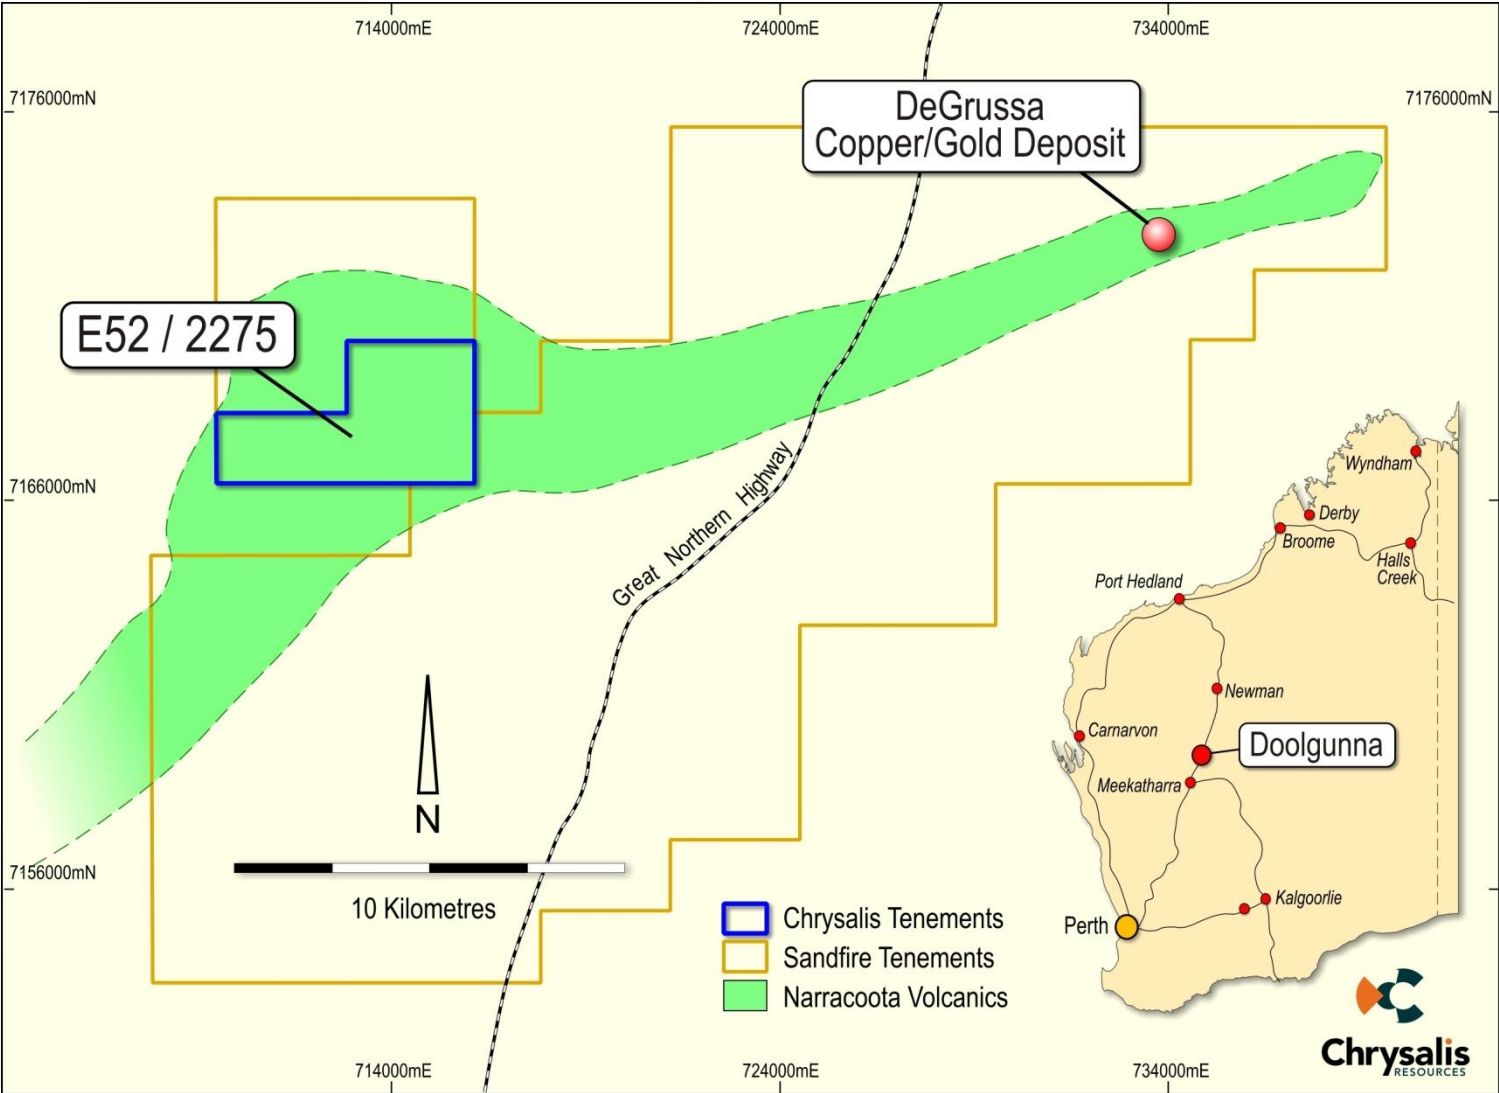 714000mE
724000mE
734000mE
7176000mN
7176000mN
DeGrussa
Copper/Gold Deposit
E52 / 2275
7166000mN
Great Northern Highway
Wyndham
Derby
Broome
Halls
Creek
Port Hedland
Newman
Carnarvon
Doolgunna
Meekatharra
N
7156000mN
10 Kilometres
Kalgoorlie
Perth
Chrysalis Tenements
Sandfire Tenements
Narracoota Volcanics
Chrysalis
RESOURCES
714000mE
724000mE
734000mE